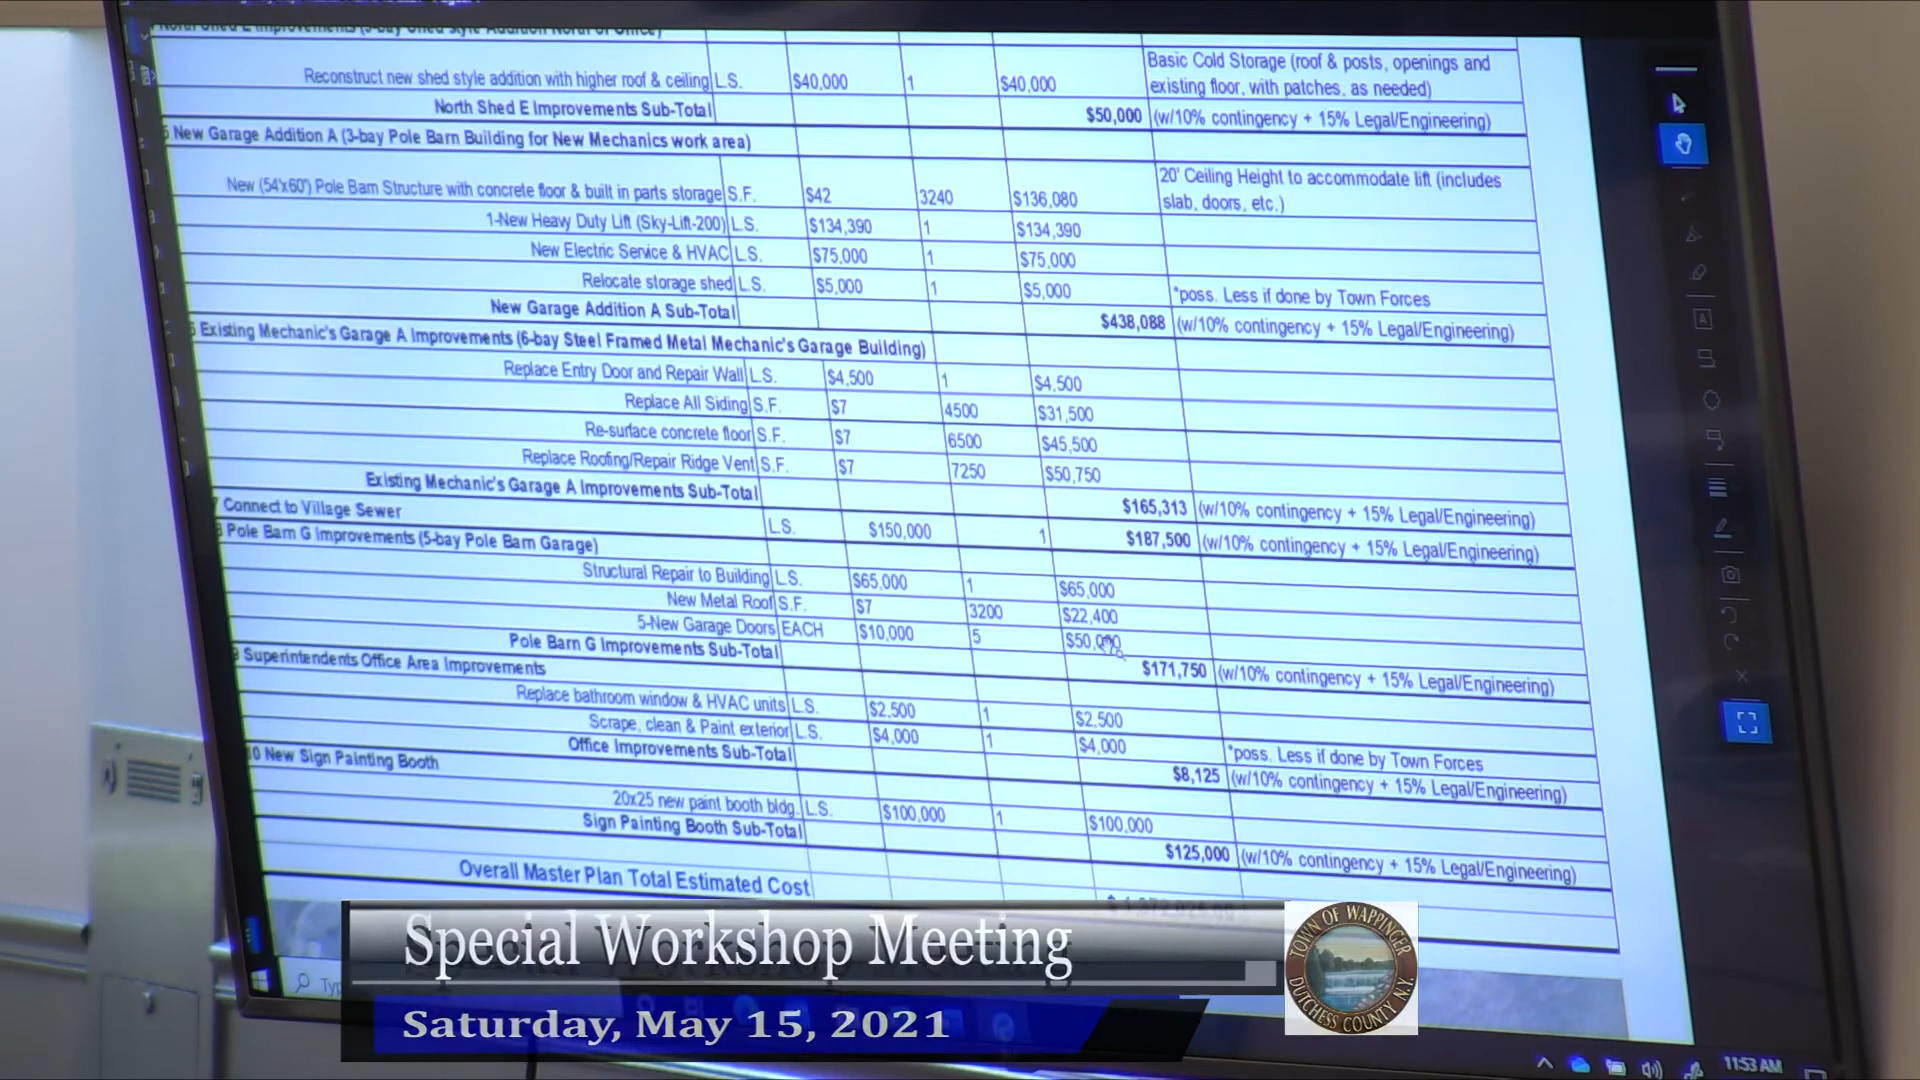 North Shed E Improvements (3-bay Shed style Addition North of Office)
Reconstruct new shed style addition with higher roof & ceiling L.S. $40,000 1 $40,000 Basic Cold Storage (roof & posts, openings and existing floor, with patches, as needed)
North Shed E Improvements Sub-Total $50,000 (w/10% contingency + 15% Legal/Engineering)
5 New Garage Addition A (3-bay Pole Barn Building for New Mechanics work area)
New (54'x60') Pole Barn Structure with concrete floor & built in parts storage S.F. $42 3240 $136,080 20' Ceiling Height to accommodate lift (includes slab, doors, etc.)
1-New Heavy Duty Lift (Sky-Lift-200) L.S. $134,390 1 $134,390
New Electric Service & HVAC L.S. $75,000 1 $75,000
Relocate storage shed L.S. $5,000 1 $5,000 *poss. Less if done by Town Forces
New Garage Addition A Sub-Total $438,088 (w/10% contingency + 15% Legal/Engineering)
6 Existing Mechanic's Garage A Improvements (6-bay Steel Framed Metal Mechanic's Garage Building)
Replace Entry Door and Repair Wall L.S. $4,500 1 $4,500
Replace All Siding S.F. $7 4500 $31,500
Re-surface concrete floor S.F. $7 6500 $45,500
Replace Roofing/Repair Ridge Vent S.F. $7 7250 $50,750
Existing Mechanic's Garage A Improvements Sub-Total $165,313 (w/10% contingency + 15% Legal/Engineering)
7 Connect to Village Sewer L.S. $150,000 1 $187,500 (w/10% contingency + 15% Legal/Engineering)
8 Pole Barn G Improvements (5-bay Pole Barn Garage)
Structural Repair to Building L.S. $65,000 1 $65,000
New Metal Roof S.F. $7 3200 $22,400
5-New Garage Doors EACH $10,000 5 $50,000
Pole Barn G Improvements Sub-Total $171,750 (w/10% contingency + 15% Legal/Engineering)
9 Superintendents Office Area Improvements
Replace bathroom window & HVAC units L.S. $2,500 1 $2,500
Scrape, clean & Paint exterior L.S. $4,000 1 $4,000 *poss. Less if done by Town Forces
Office Improvements Sub-Total $8,125 (w/10% contingency + 15% Legal/Engineering)
10 New Sign Painting Booth
20x25 new paint booth bldg. L.S. $100,000 1 $100,000
Sign Painting Booth Sub-Total $125,000 (w/10% contingency + 15% Legal/Engineering)
Overall Master Plan Total Estimated Cost
Special Workshop Meeting
Saturday, May 15, 2021
TOWN OF WAPPINGER
DUTCHESS COUNTY N.Y.
11:53 AM